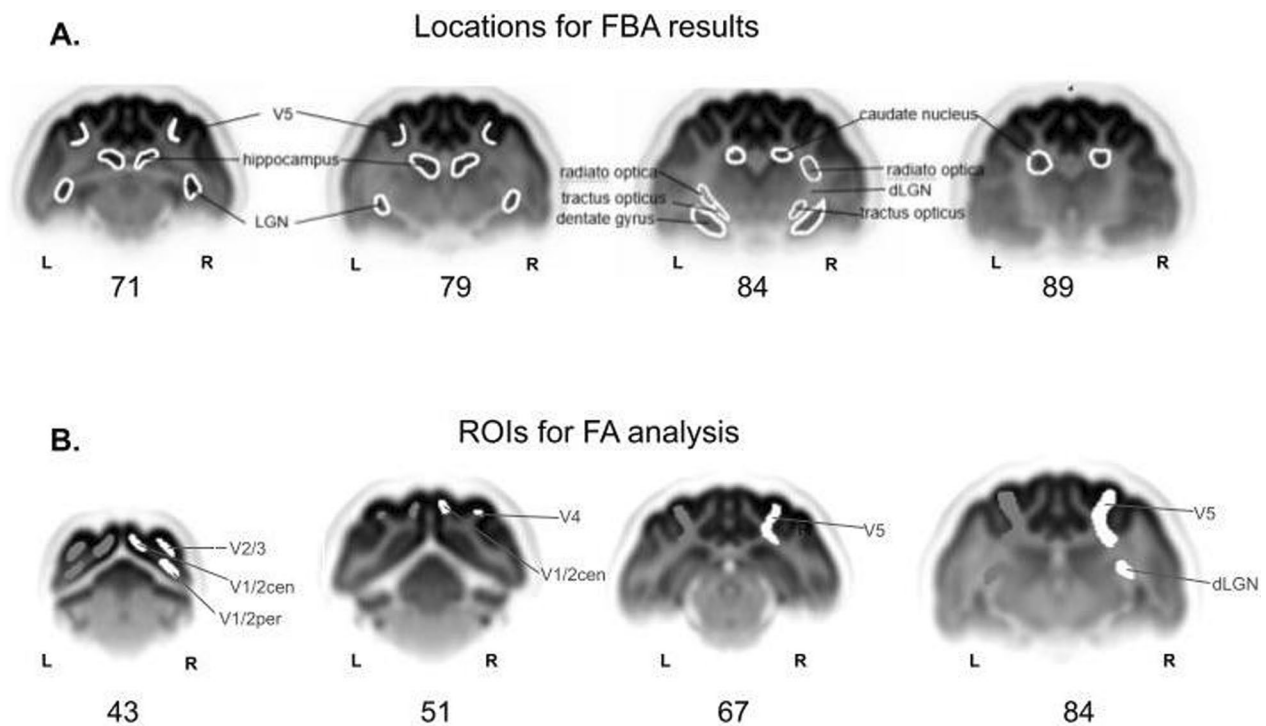 A.
Locations for FBA results
V5
hippocampus
LGN
caudate nucleus
radiato optica
tractus opticus
dentate gyrus
radiato optica
dLGN
tractus opticus
L R
71
L R
79
L R
84
L R
89
B.
ROIs for FA analysis
V2/3
V1/2cen
V1/2per
V4
V1/2cen
V5
V5
dLGN
L R
43
L R
51
L R
67
L R
84